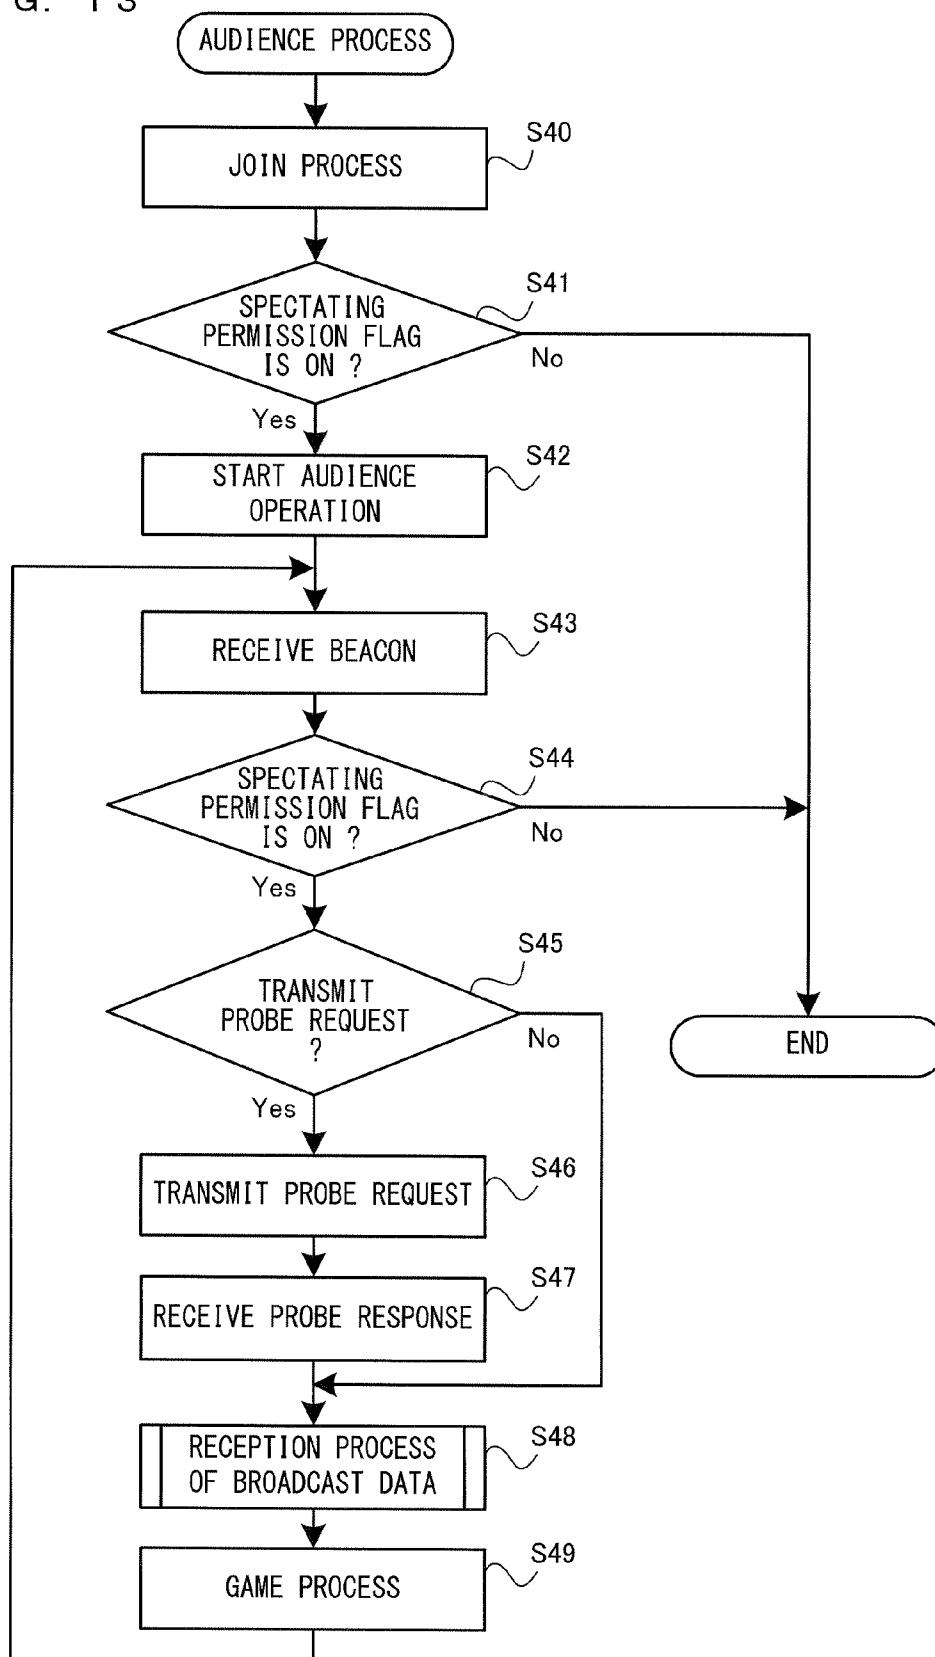 G. 13
AUDIENCE PROCESS
S40
JOIN PROCESS
S41
SPECTATING
PERMISSION FLAG
IS ON ?
No
Yes
S42
START AUDIENCE
OPERATION
S43
RECEIVE BEACON
S44
SPECTATING
PERMISSION FLAG
IS ON ?
No
Yes
S45
TRANSMIT
PROBE REQUEST
?
No
END
Yes
S46
TRANSMIT PROBE REQUEST
S47
RECEIVE PROBE RESPONSE
S48
RECEPTION PROCESS
OF BROADCAST DATA
S49
GAME PROCESS